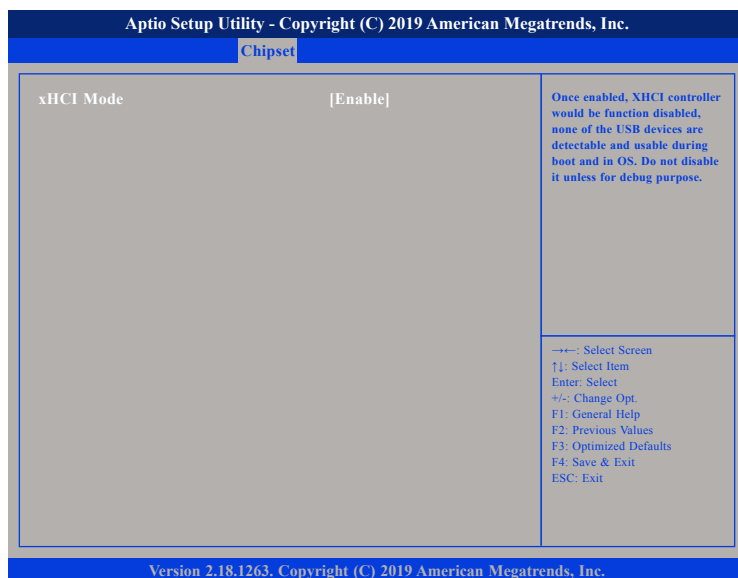 Aptio Setup Utility - Copyright (C) 2019 American Megatrends, Inc.
Chipset
xHCI Mode [Enable]
Once enabled, XHCI controller
would be function disabled,
none of the USB devices are
detectable and usable during
boot and in OS. Do not disable
it unless for debug purpose.
→←: Select Screen
↑↓: Select Item
Enter: Select
+/-: Change Opt.
F1: General Help
F2: Previous Values
F3: Optimized Defaults
F4: Save & Exit
ESC: Exit
Version 2.18.1263. Copyright (C) 2019 American Megatrends, Inc.